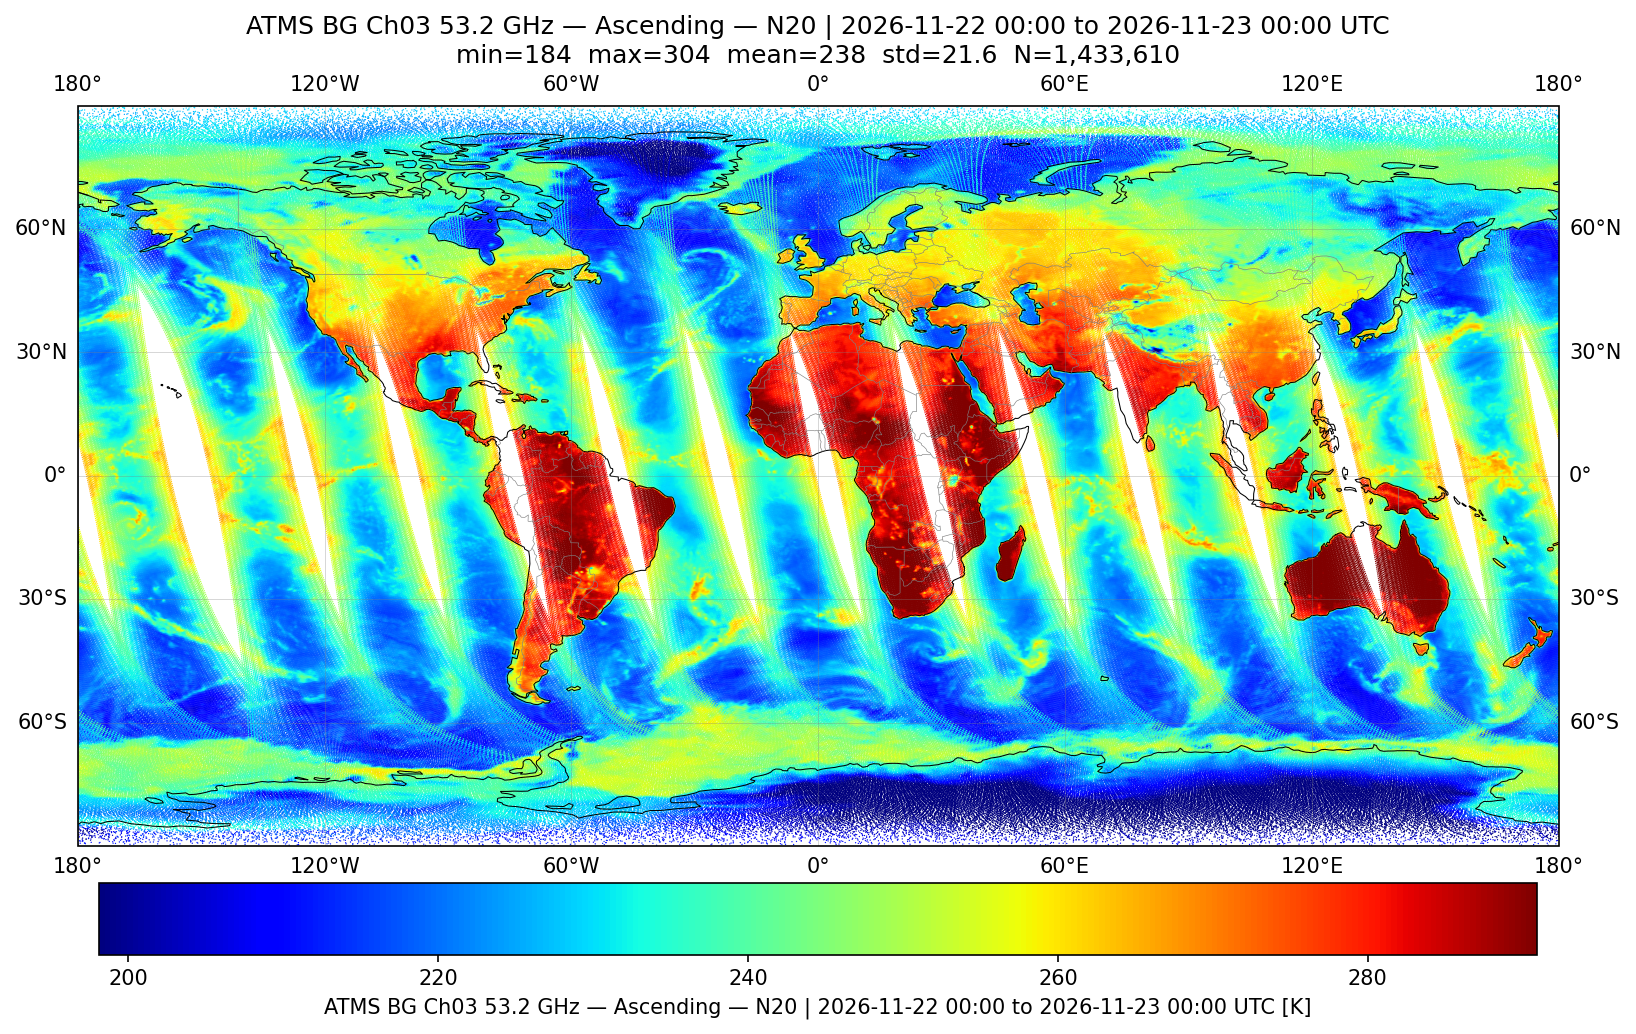 ATMS BG Ch03 53.2 GHz — Ascending — N20 | 2026-11-22 00:00 to 2026-11-23 00:00 UTC
min=184 max=304 mean=238 std=21.6 N=1,433,610
180° 120°W 60°W 0° 60°E 120°E 180°
60°N 60°N
30°N 30°N
0° 0°
30°S 30°S
60°S 60°S
180° 120°W 60°W 0° 60°E 120°E 180°
200 220 240 260 280
ATMS BG Ch03 53.2 GHz — Ascending — N20 | 2026-11-22 00:00 to 2026-11-23 00:00 UTC [K]